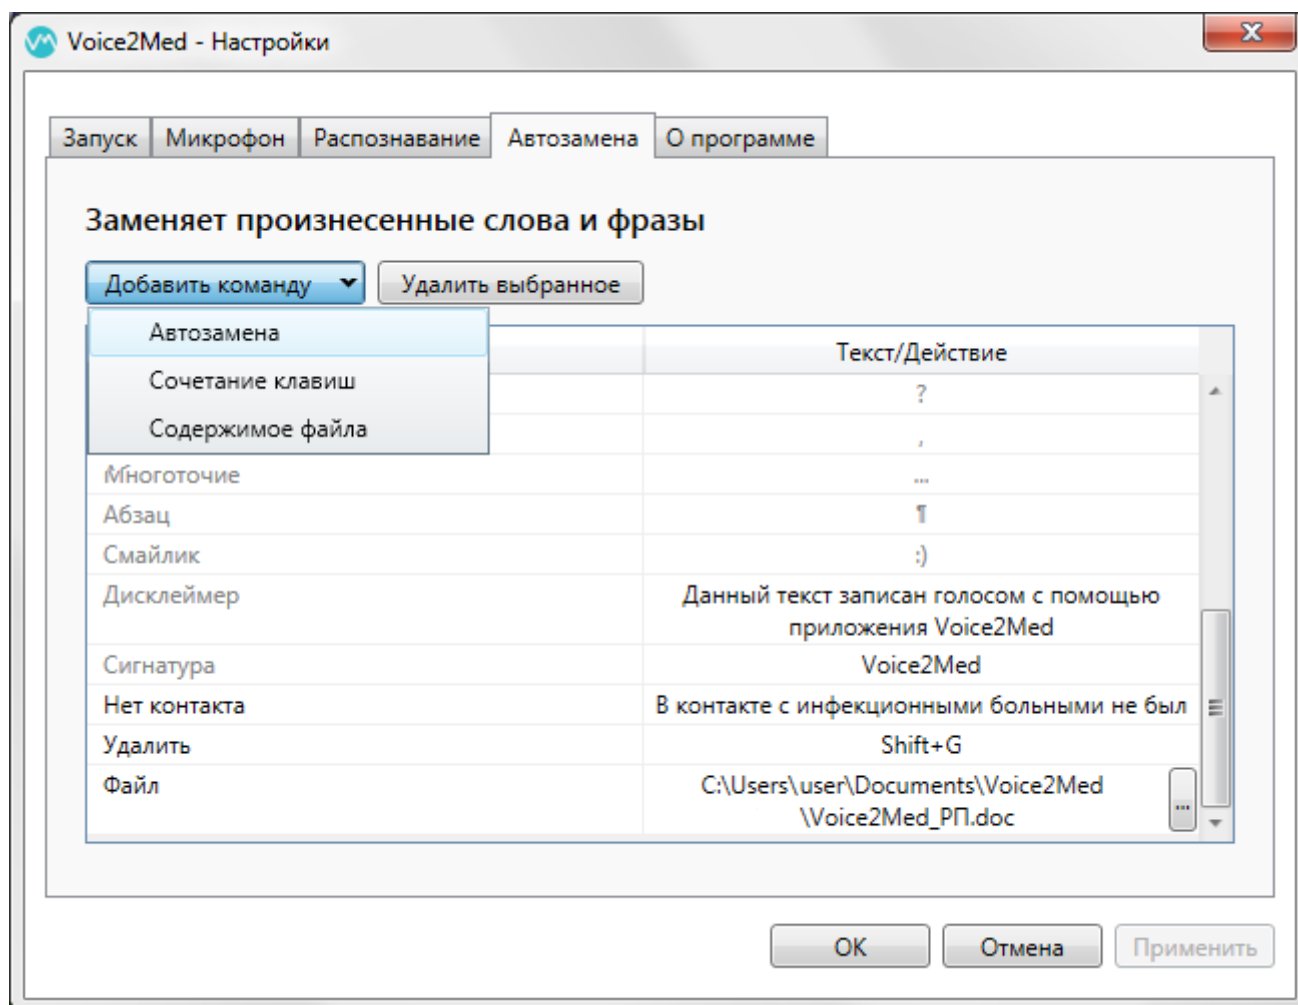 Voice2Med - Настройки
Запуск Микрофон Распознавание Автозамена О программе
Заменяет произнесенные слова и фразы
Добавить команду Удалить выбранное
Автозамена
Текст/Действие
Сочетание клавиш
?
Содержимое файла
,
Многоточие ...
Абзац ¶
Смайлик :)
Дисклеймер Данный текст записан голосом с помощью
приложения Voice2Med
Сигнатура Voice2Med
Нет контакта В контакте с инфекционными больными не был
Удалить Shift+G
Файл C:\Users\user\Documents\Voice2Med
\Voice2Med_РП.doc ...
OK Отмена Применить